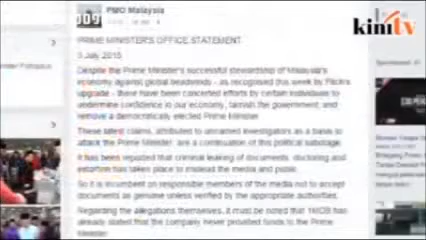 kinitv
PMO Malaysia
PRIME MINISTER'S OFFICE STATEMENT
3 July 2015
Despite the Prime Minister's successful stewardship of Malaysia's
economy against global headwinds - as recognised this week by Fitch's
upgrade - there have been concerted efforts by certain individuals to
undermine confidence in our economy, tarnish the government, and
remove a democratically elected Prime Minister.
These latest claims, attributed to unnamed investigators as a basis to
attack the Prime Minister, are a continuation of this political sabotage.
It has been reported that criminal leaking of documents, doctoring and
extortion has taken place to mislead the media and public.
So it is incumbent on responsible members of the media not to accept
documents as genuine unless verified by the appropriate authorities.
Regarding the allegations themselves, it must be noted that 1MDB has
already stated that the company never provided funds to the Prime
Minister.